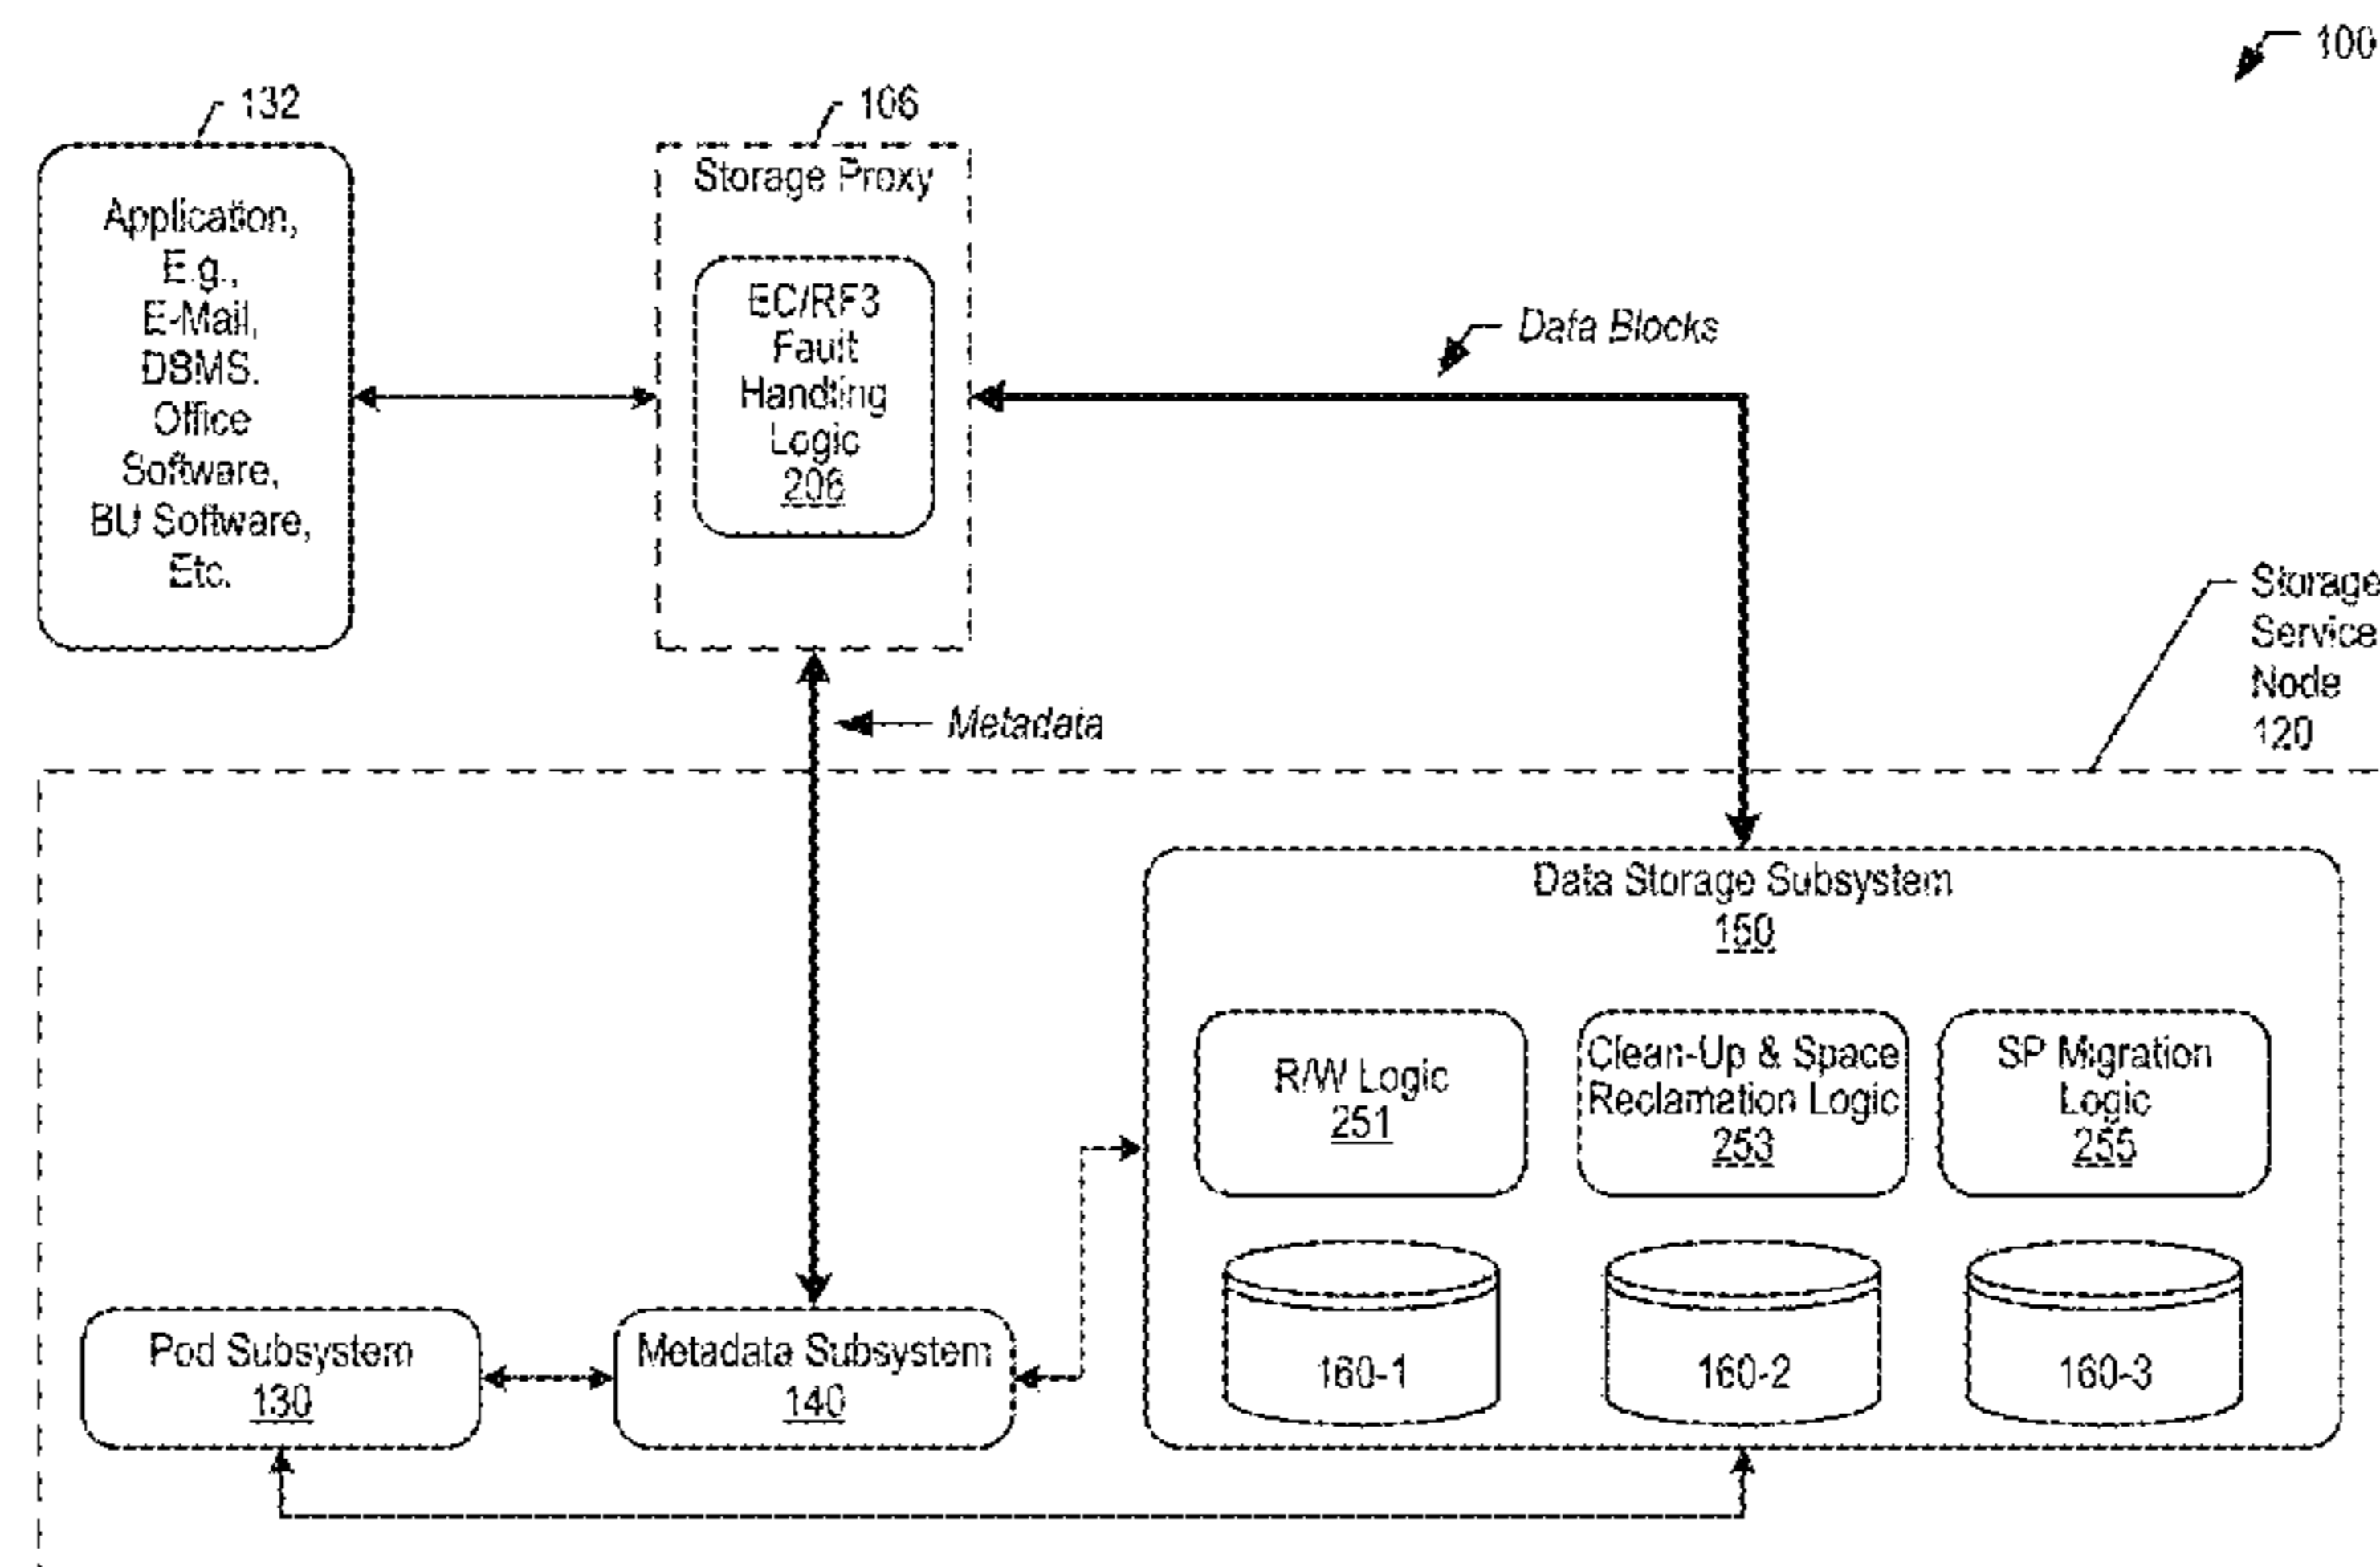 100
132
106
Application,
E.g.,
E-Mail,
DBMS,
Office
Software,
BU Software,
Etc.
Storage Proxy
EC/RF3
Fault
Handling
Logic
206
Data Blocks
Metadata
Storage
Service
Node
120
Data Storage Subsystem
150
R/W Logic
251
Clean-Up & Space
Reclamation Logic
253
SP Migration
Logic
255
160-1
160-2
160-3
Pod Subsystem
130
Metadata Subsystem
140